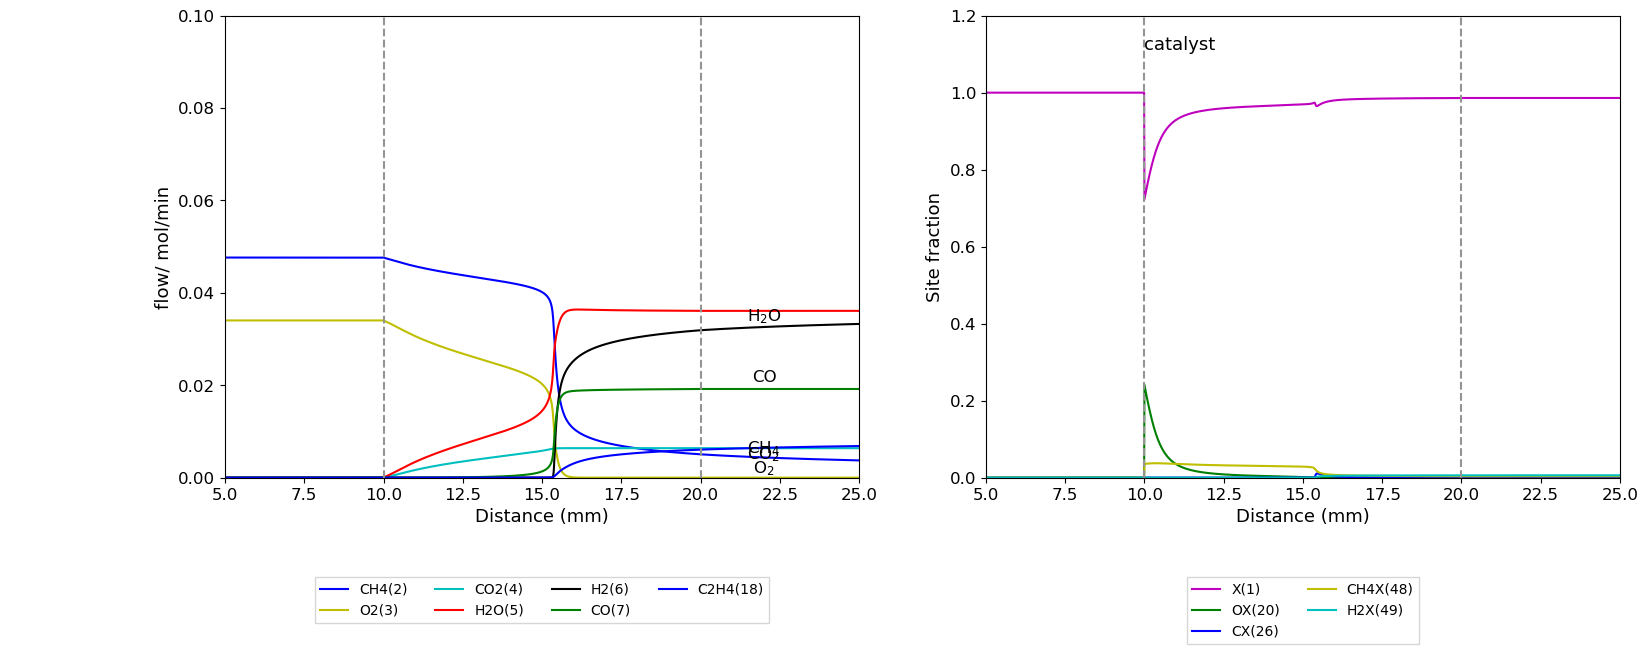 0.10
0.08
0.06
0.04
0.02
0.00
flow/ mol/min
5.0 7.5 10.0 12.5 15.0 17.5 20.0 22.5 25.0
Distance (mm)
H₂O
CO
CH₄
CO₂
O₂
CH4(2) CO2(4) H2(6) C2H4(18)
O2(3) H2O(5) CO(7)
1.2
1.0
0.8
0.6
0.4
0.2
0.0
Site fraction
catalyst
5.0 7.5 10.0 12.5 15.0 17.5 20.0 22.5 25.0
Distance (mm)
X(1) CH4X(48)
OX(20) H2X(49)
CX(26)